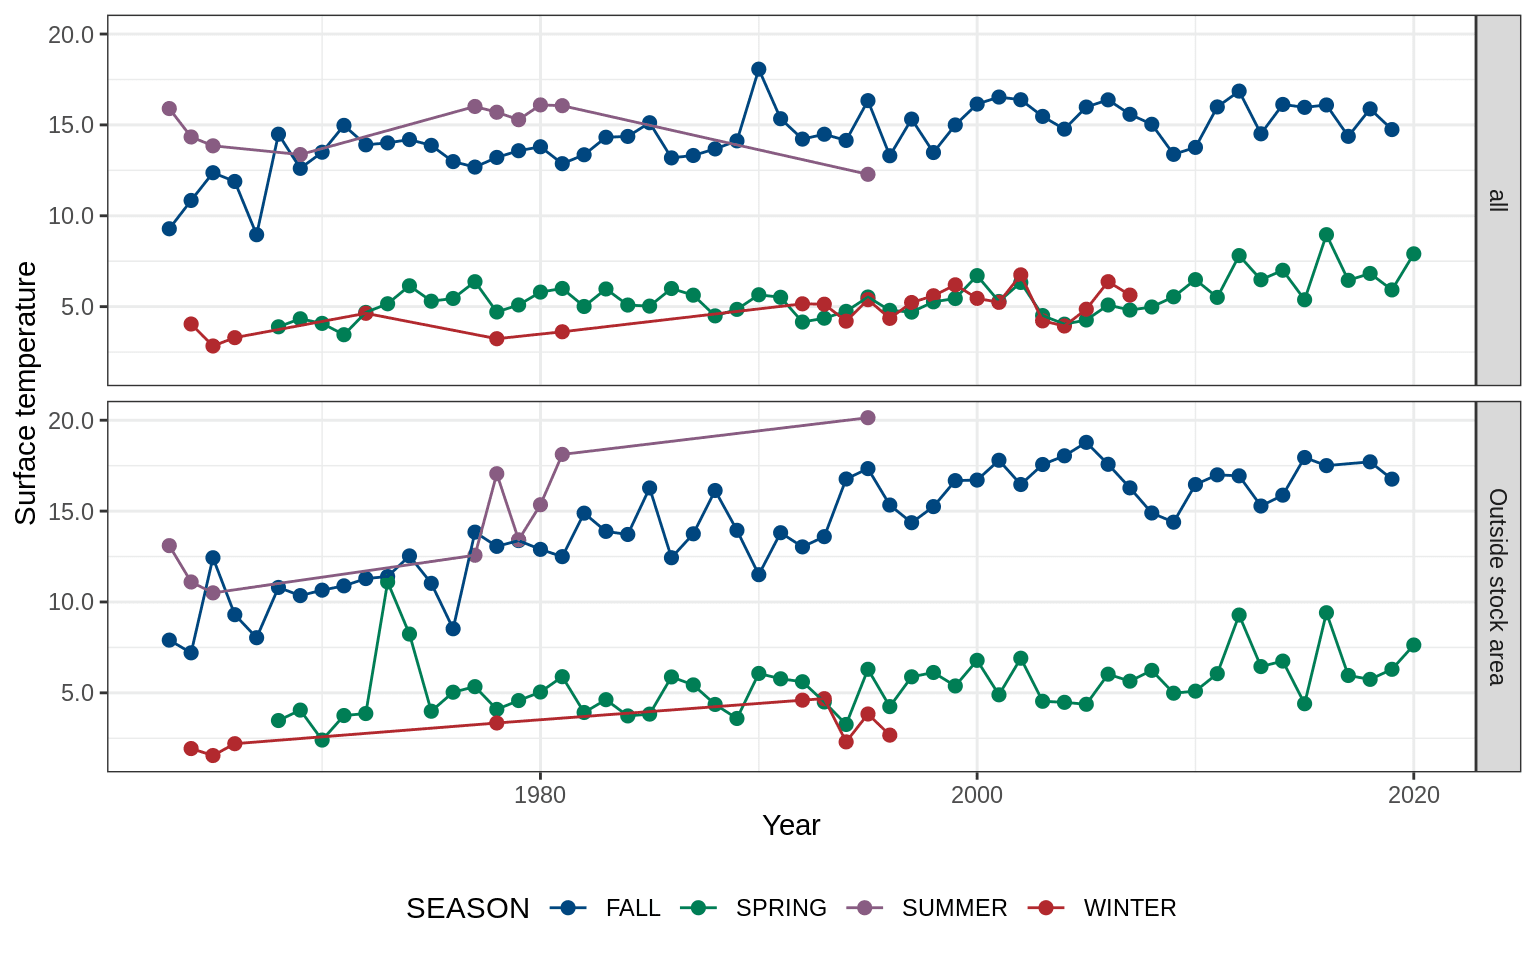 20.0
15.0
10.0
5.0
all
Surface temperature
20.0
15.0
10.0
5.0
Outside stock area
1980 2000 2020
Year
SEASON FALL SPRING SUMMER WINTER